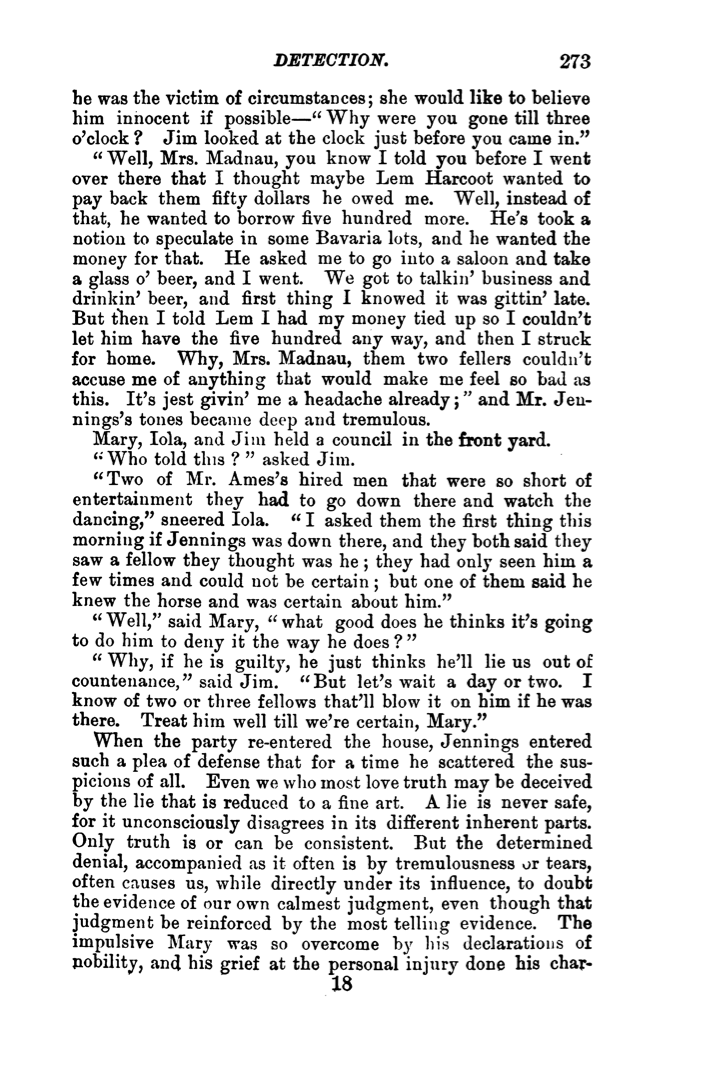 DETECTION. 273
he was the victim of circumstances; she would like to believe
him innocent if possible—“Why were you gone till three
o’clock? Jim looked at the clock just before you came in.”
“Well, Mrs. Madnau, you know I told you before I went
over there that I thought maybe Lem Harcoot wanted to
pay back them fifty dollars he owed me. Well, instead of
that, he wanted to borrow five hundred more. He’s took a
notion to speculate in some Bavaria lots, and he wanted the
money for that. He asked me to go into a saloon and take
a glass o’ beer, and I went. We got to talkin’ business and
drinkin’ beer, and first thing I knowed it was gittin’ late.
But then I told Lem I had my money tied up so I couldn’t
let him have the five hundred any way, and then I struck
for home. Why, Mrs. Madnau, them two fellers couldn’t
accuse me of anything that would make me feel so bad as
this. It’s jest givin’ me a headache already;” and Mr. Jen-
nings’s tones became deep and tremulous.
Mary, Iola, and Jim held a council in the front yard.
“Who told this?” asked Jim.
“Two of Mr. Ames’s hired men that were so short of
entertainment they had to go down there and watch the
dancing,” sneered Iola. “I asked them the first thing this
morning if Jennings was down there, and they both said they
saw a fellow they thought was he; they had only seen him a
few times and could not be certain; but one of them said he
knew the horse and was certain about him.”
“Well,” said Mary, “what good does he thinks it’s going
to do him to deny it the way he does?”
“Why, if he is guilty, he just thinks he’ll lie us out of
countenance,” said Jim. “But let’s wait a day or two. I
know of two or three fellows that’ll blow it on him if he was
there. Treat him well till we’re certain, Mary.”
When the party re-entered the house, Jennings entered
such a plea of defense that for a time he scattered the sus-
picions of all. Even we who most love truth may be deceived
by the lie that is reduced to a fine art. A lie is never safe,
for it unconsciously disagrees in its different inherent parts.
Only truth is or can be consistent. But the determined
denial, accompanied as it often is by tremulousness or tears,
often causes us, while directly under its influence, to doubt
the evidence of our own calmest judgment, even though that
judgment be reinforced by the most telling evidence. The
impulsive Mary was so overcome by his declarations of
nobility, and his grief at the personal injury done his char-
18